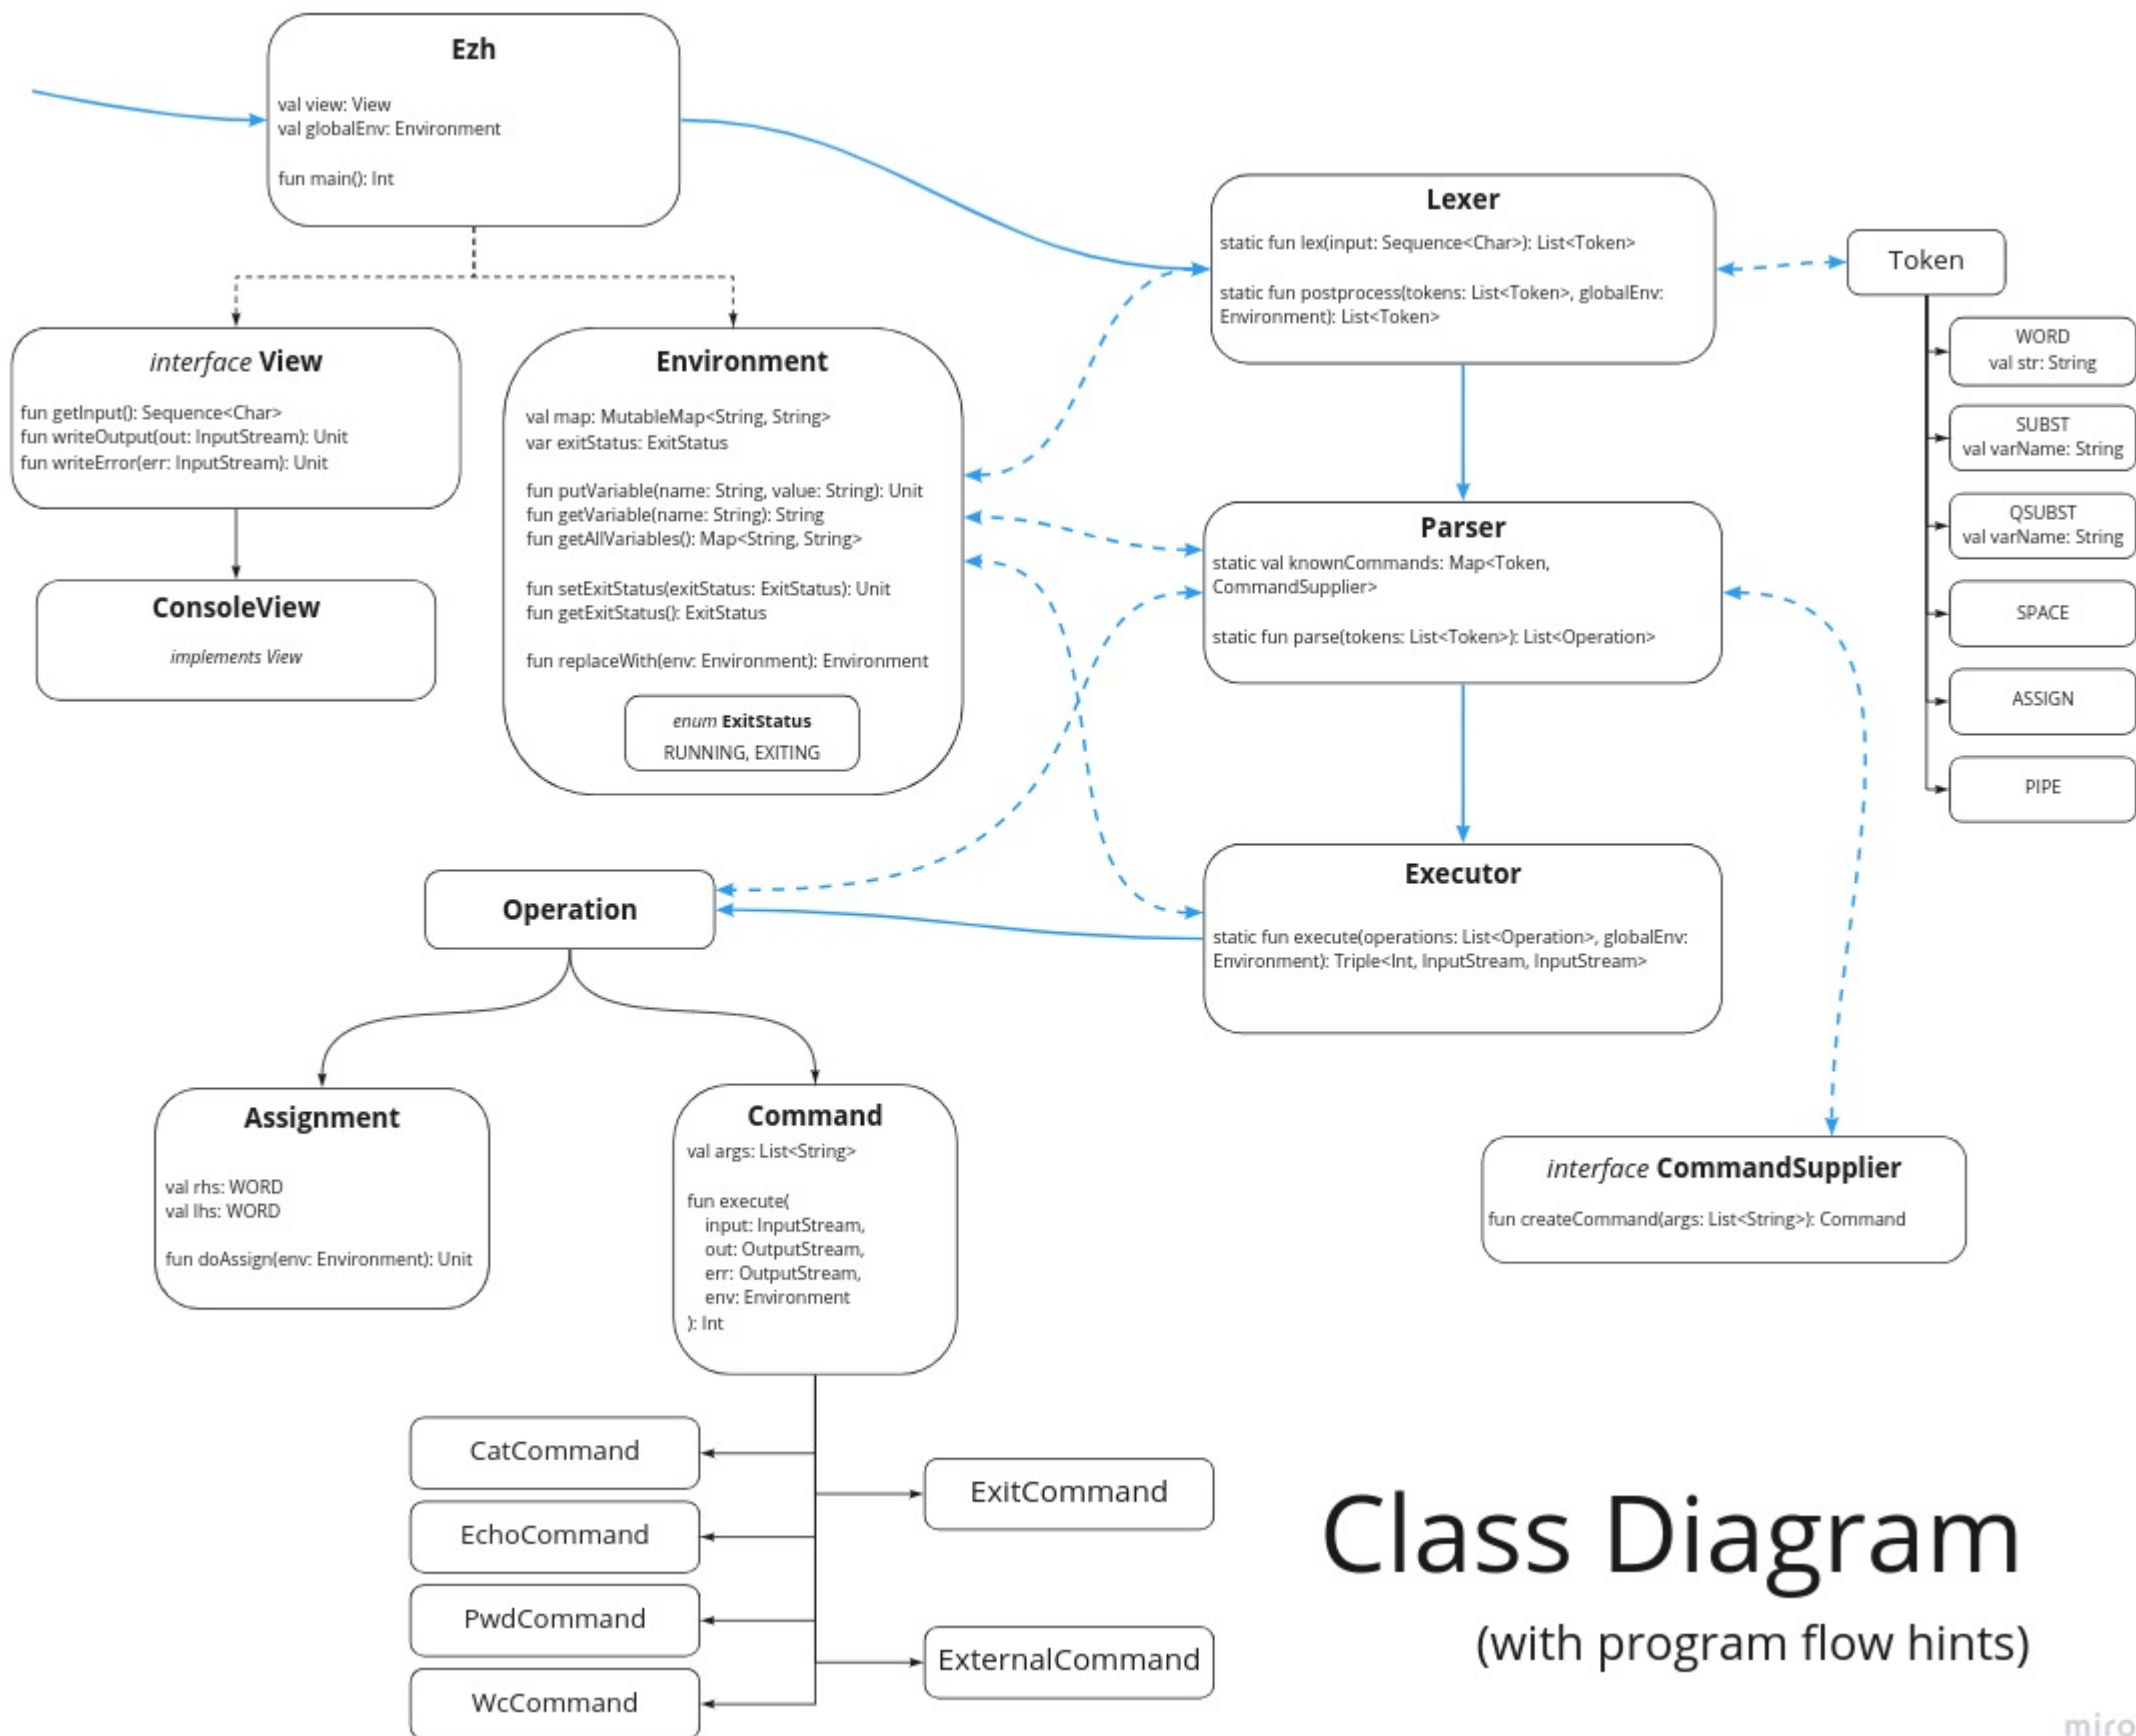 Ezh
val view: View
val globalEnv: Environment
fun main(): Int
interface View
fun getInput(): Sequence<Char>
fun writeOutput(out: InputStream): Unit
fun writeError(err: InputStream): Unit
ConsoleView
implements View
Environment
val map: MutableMap<String, String>
var exitStatus: ExitStatus
fun putVariable(name: String, value: String): Unit
fun getVariable(name: String): String
fun getAllVariables(): Map<String, String>
fun setExitStatus(exitStatus: ExitStatus): Unit
fun getExitStatus(): ExitStatus
fun replaceWith(env: Environment): Environment
enum ExitStatus
RUNNING, EXITING
Lexer
static fun lex(input: Sequence<Char>): List<Token>
static fun postprocess(tokens: List<Token>, globalEnv:
Environment): List<Token>
Token
WORD
val str: String
SUBST
val varName: String
QSUBST
val varName: String
SPACE
ASSIGN
PIPE
Parser
static val knownCommands: Map<Token,
CommandSupplier>
static fun parse(tokens: List<Token>): List<Operation>
Executor
static fun execute(operations: List<Operation>, globalEnv:
Environment): Triple<Int, InputStream, InputStream>
Operation
Assignment
val rhs: WORD
val lhs: WORD
fun doAssign(env: Environment): Unit
Command
val args: List<String>
fun execute(
input: InputStream,
out: OutputStream,
err: OutputStream,
env: Environment
): Int
interface CommandSupplier
fun createCommand(args: List<String>): Command
CatCommand
EchoCommand
PwdCommand
WcCommand
ExitCommand
ExternalCommand
Class Diagram
(with program flow hints)
miro